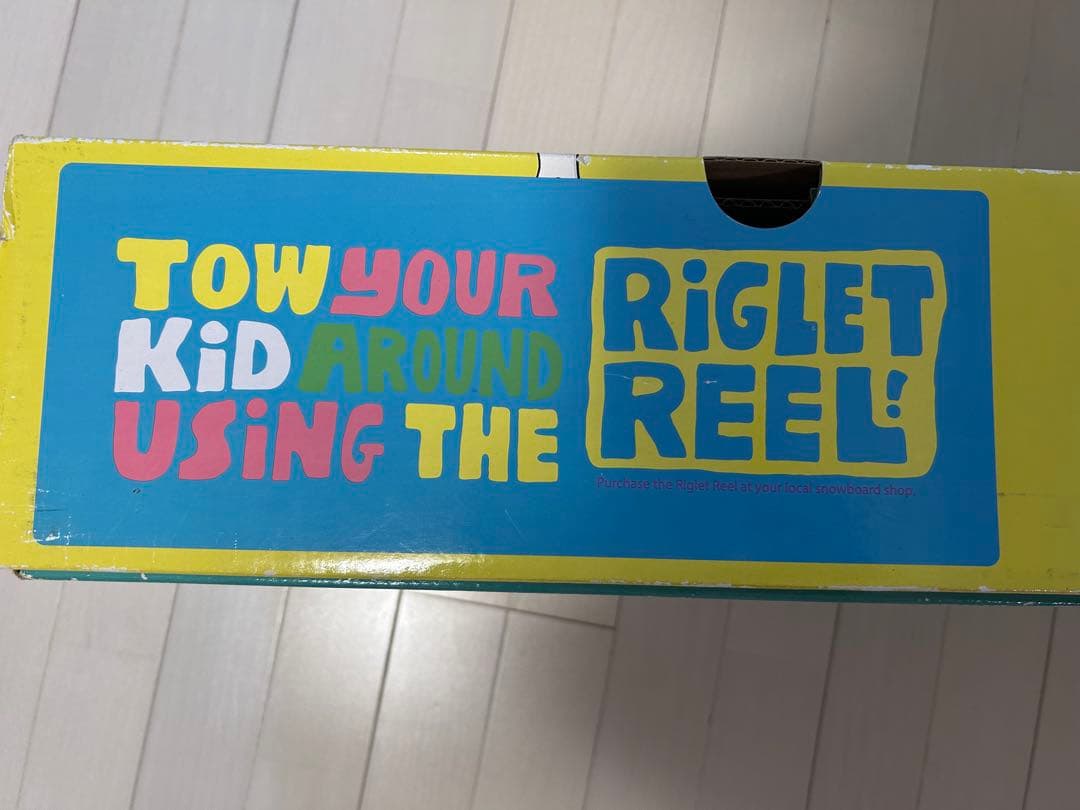 TOW YOUR
KiD AROUND
USiNG THE
RiGLET
REEL!
Purchase the Riglet Reel at your local snowboard shop.